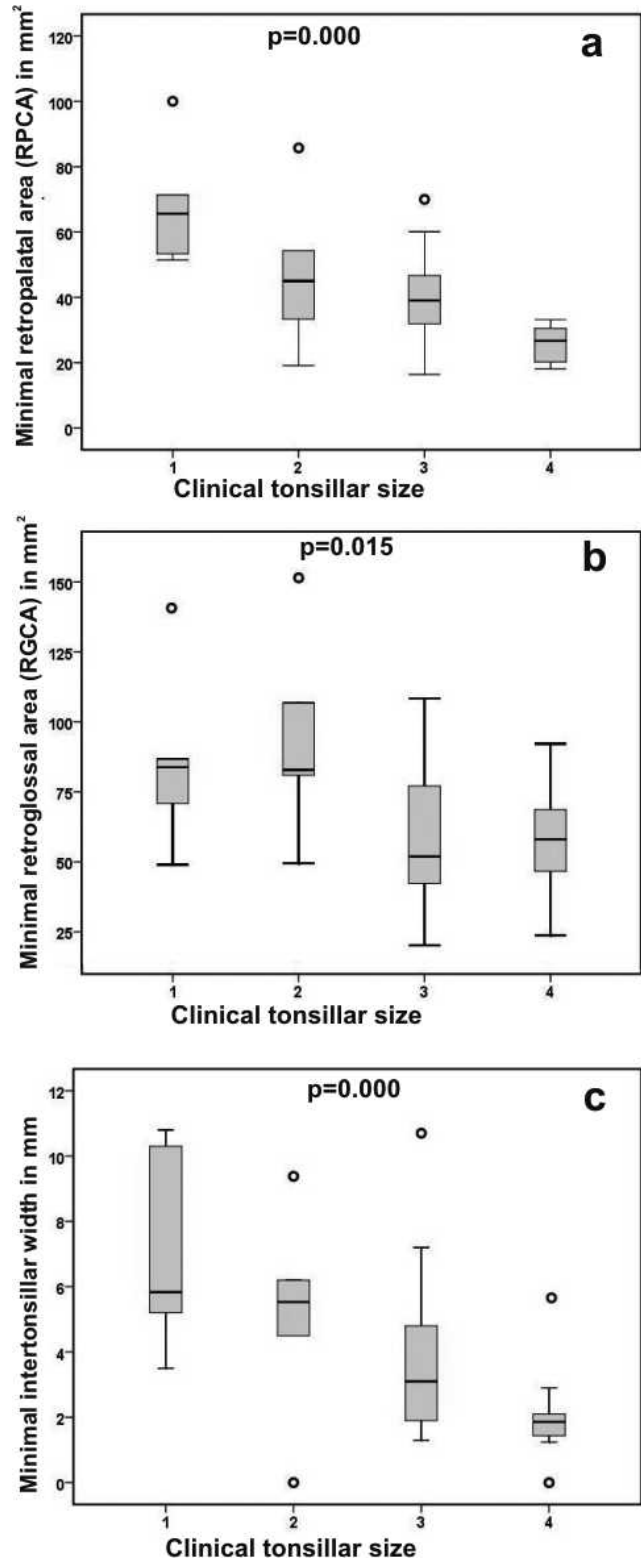 p=0.000
a
Minimal retropalatal area (RPCA) in mm²
120
100
80
60
40
20
0
1 2 3 4
Clinical tonsillar size
p=0.015
b
Minimal retroglossal area (RGCA) in mm²
150
125
100
75
50
25
1 2 3 4
Clinical tonsillar size
p=0.000
c
Minimal intertonsillar width in mm
12
10
8
6
4
2
0
1 2 3 4
Clinical tonsillar size